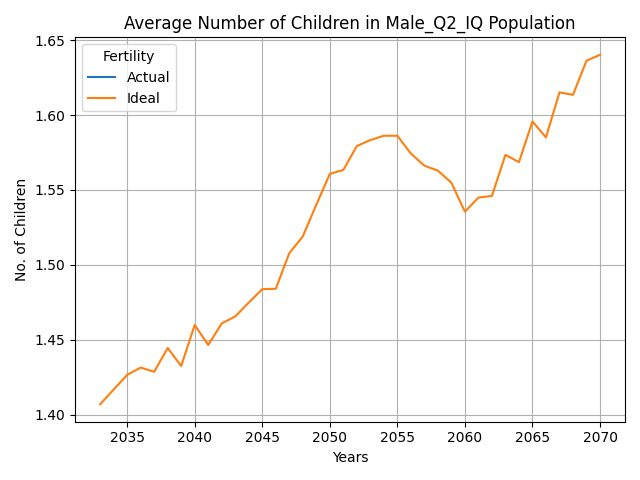 Average Number of Children in Male_Q2_IQ Population
Fertility
Actual
Ideal
No. of Children
1.65
1.60
1.55
1.50
1.45
1.40
2035 2040 2045 2050 2055 2060 2065 2070
Years